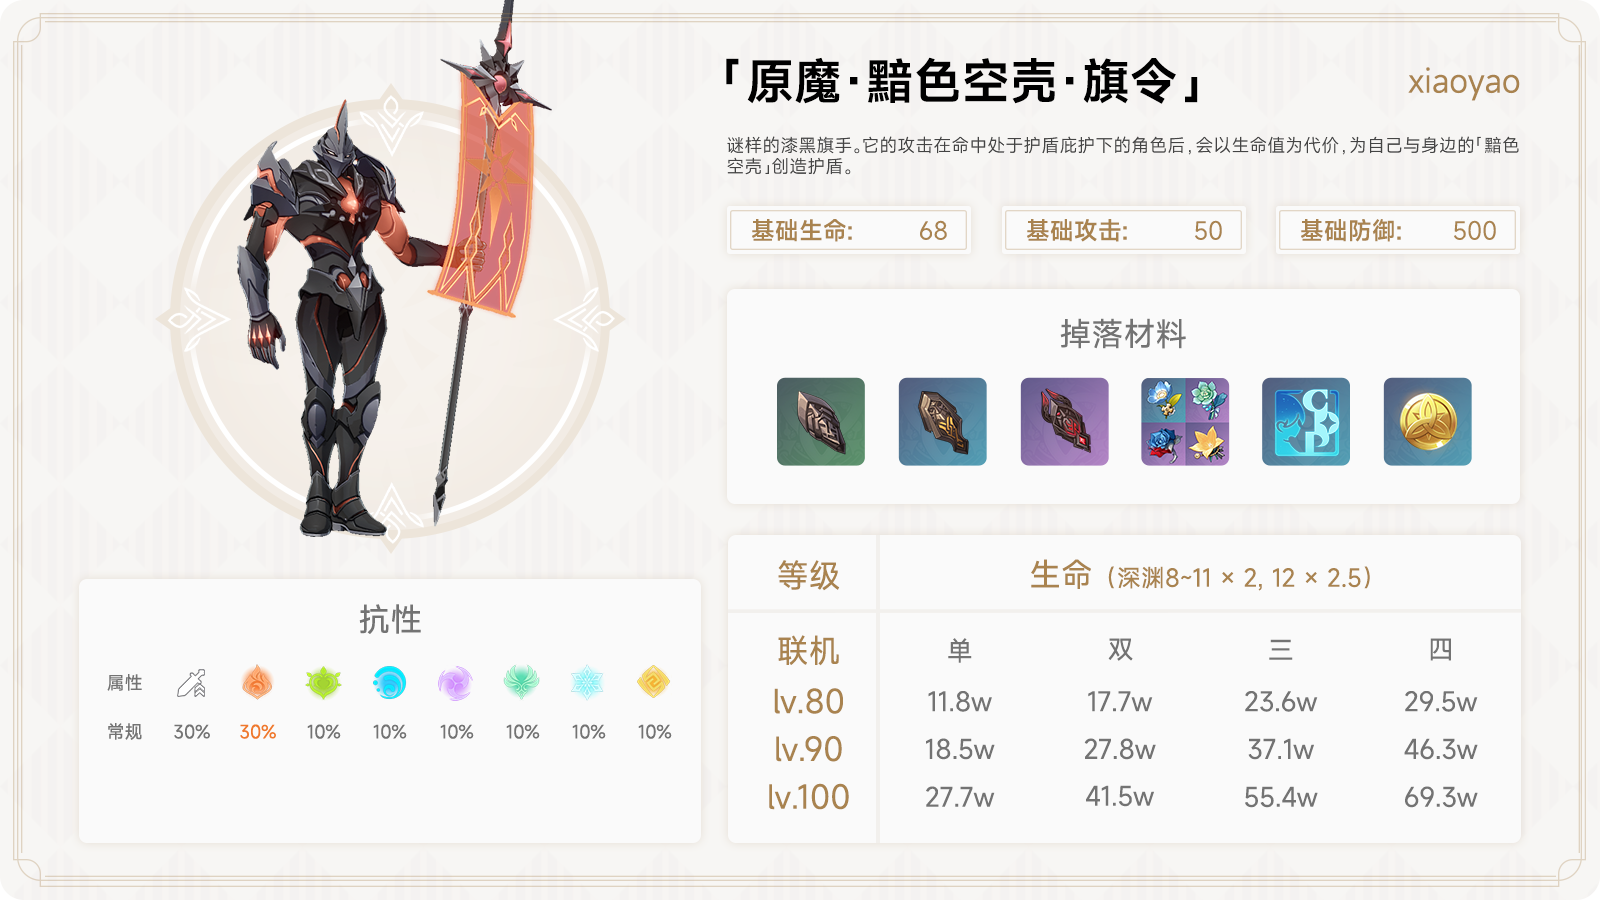 「原魔·黯色空壳·旗令」
xiaoyao
谜样的漆黑旗手。它的攻击在命中处于护盾庇护下的角色后,会以生命值为代价,为自己与身边的「黯色
空壳」创造护盾。
基础生命: 68
基础攻击: 50
基础防御: 500
掉落材料
抗性
属性
常规 30% 30% 10% 10% 10% 10% 10% 10%
等级 生命 (深渊8~11 × 2, 12 × 2.5)
联机 单 双 三 四
lv.80 11.8w 17.7w 23.6w 29.5w
lv.90 18.5w 27.8w 37.1w 46.3w
lv.100 27.7w 41.5w 55.4w 69.3w